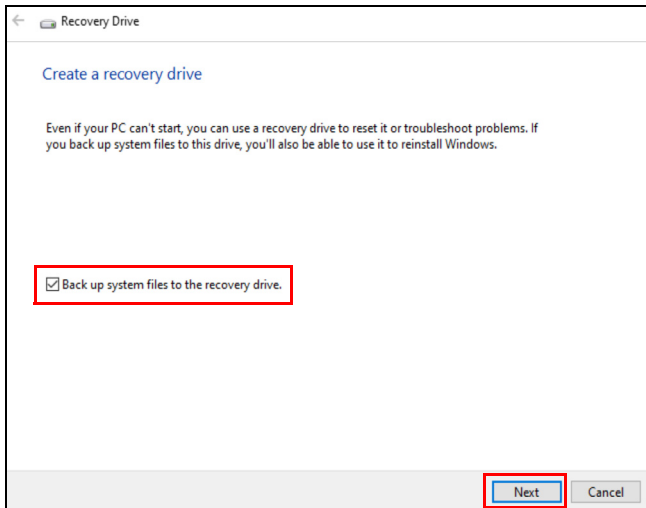 Recovery Drive
Create a recovery drive
Even if your PC can't start, you can use a recovery drive to reset it or troubleshoot problems. If
you back up system files to this drive, you'll also be able to use it to reinstall Windows.
Back up system files to the recovery drive.
Next Cancel